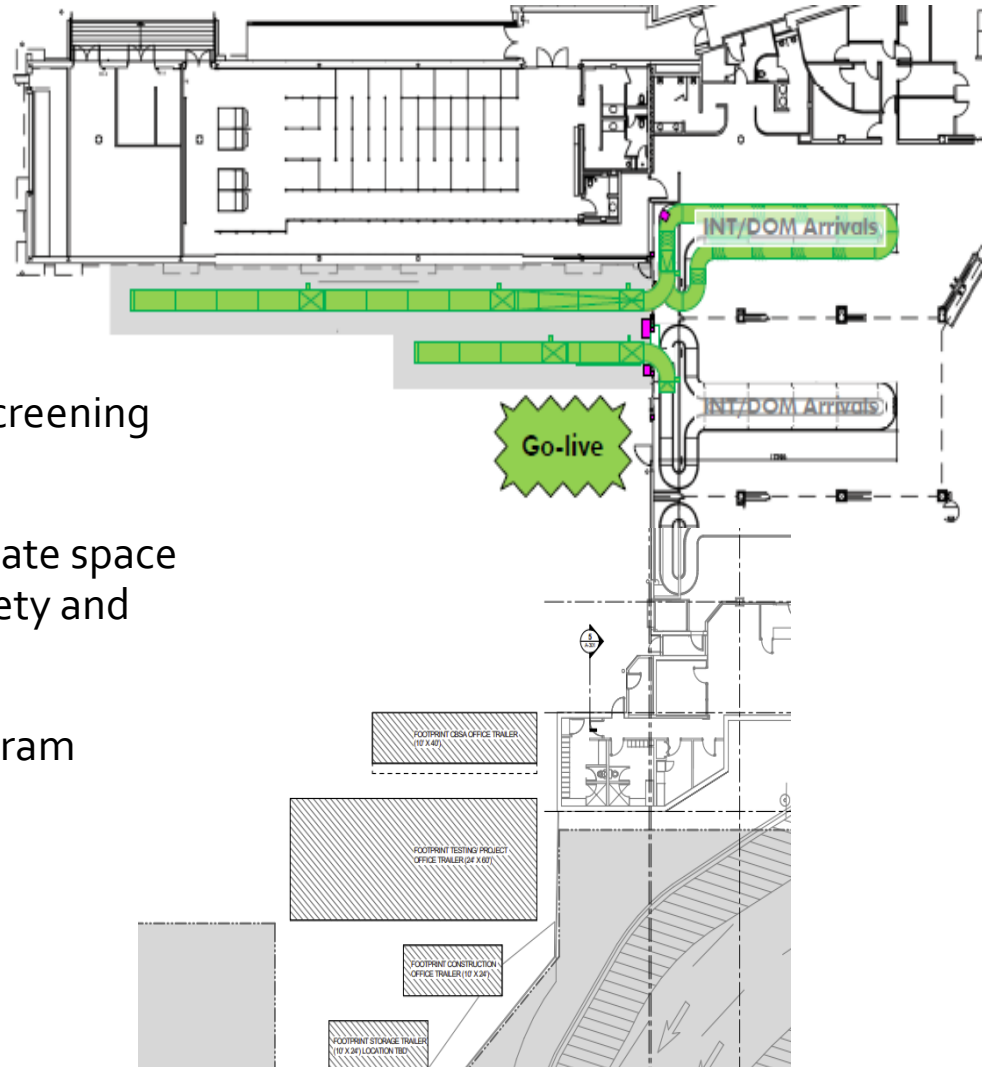 INT/DOM Arrivals
creening
INT/DOM Arrivals
Go-live
ate space
ety and
ram
5
FOOTPRINT CBSA OFFICE TRAILER
(10' X 40')
FOOTPRINT TESTING/ PROJECT
OFFICE TRAILER (24' X 60')
FOOTPRINT CONSTRUCTION
OFFICE TRAILER (10' X 24')
FOOTPRINT STORAGE TRAILER
(10' X 24') LOCATION TBD